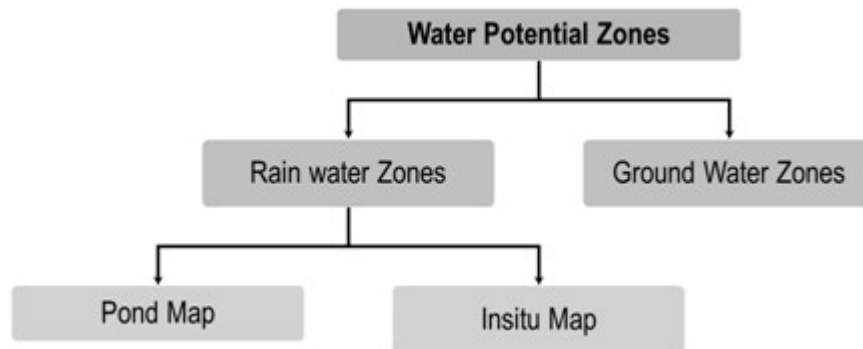 Water Potential Zones
Rain water Zones
Ground Water Zones
Pond Map
Insitu Map